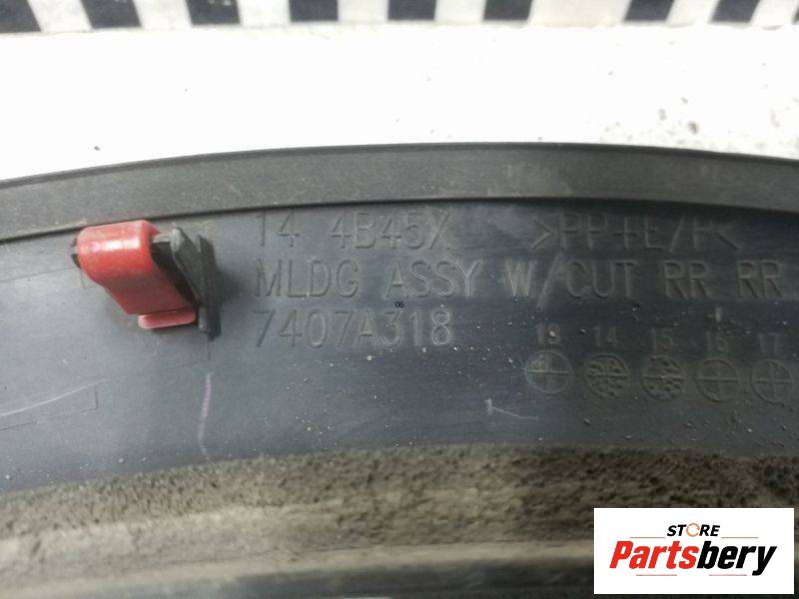 14 4B45X >PP+E/P<
MLDG ASSY W/CUT RR RR
7407A318
13 14 15 16 17
STORE
Partsbery